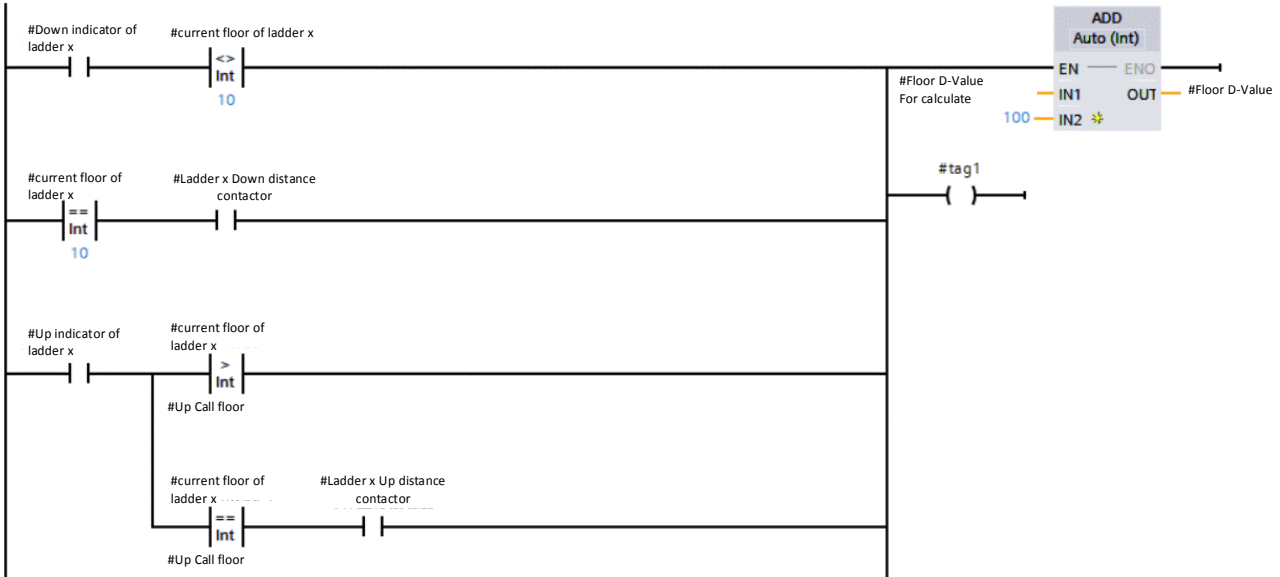 #Down indicator of
ladder x
#current floor of ladder x
<>
Int
10
ADD
Auto (Int)
EN
ENO
#Floor D-Value
For calculate
IN1
OUT
#Floor D-Value
100
IN2
#tag1
#current floor of
ladder x
==
Int
10
#Ladder x Down distance
contactor
#Up indicator of
ladder x
#current floor of
ladder x
>
Int
#Up Call floor
#current floor of
ladder x
==
Int
#Up Call floor
#Ladder x Up distance
contactor